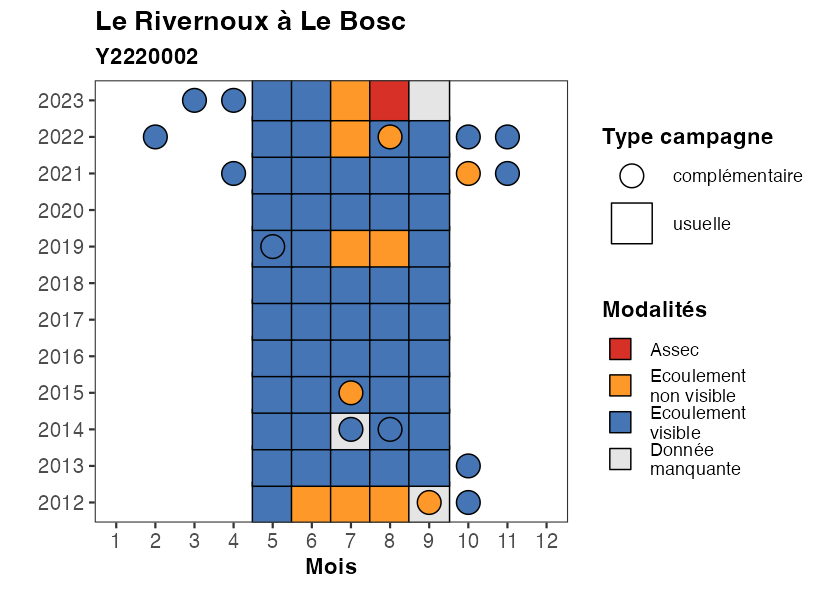 Le Rivernoux à Le Bosc
Y2220002
2023
2022
2021
2020
2019
2018
2017
2016
2015
2014
2013
2012
1 2 3 4 5 6 7 8 9 10 11 12
Mois
Type campagne
complémentaire
usuelle
Modalités
Assec
Ecoulement
non visible
Ecoulement
visible
Donnée
manquante